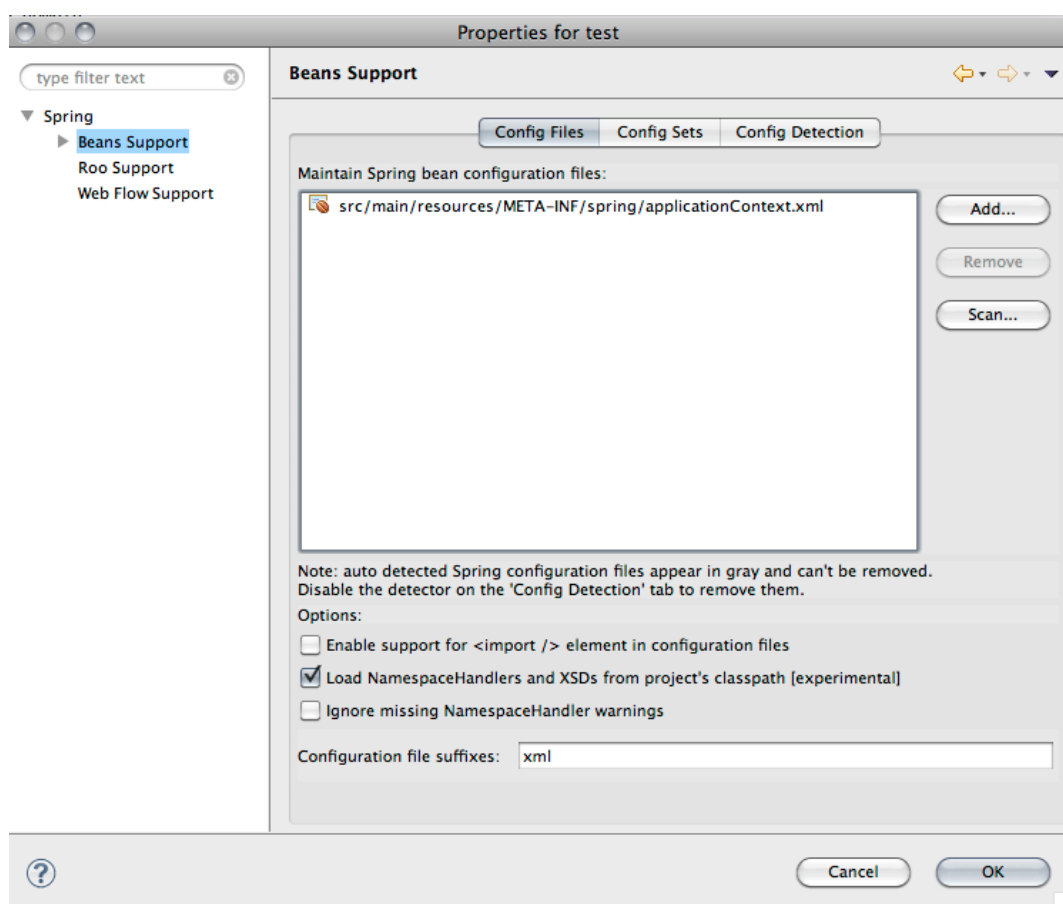 Properties for test
type filter text
Spring
Beans Support
Roo Support
Web Flow Support
Beans Support
Config Files Config Sets Config Detection
Maintain Spring bean configuration files:
src/main/resources/META-INF/spring/applicationContext.xml
Add...
Remove
Scan...
Note: auto detected Spring configuration files appear in gray and can't be removed.
Disable the detector on the 'Config Detection' tab to remove them.
Options:
Enable support for <import /> element in configuration files
Load NamespaceHandlers and XSDs from project's classpath [experimental]
Ignore missing NamespaceHandler warnings
Configuration file suffixes: xml
? Cancel OK